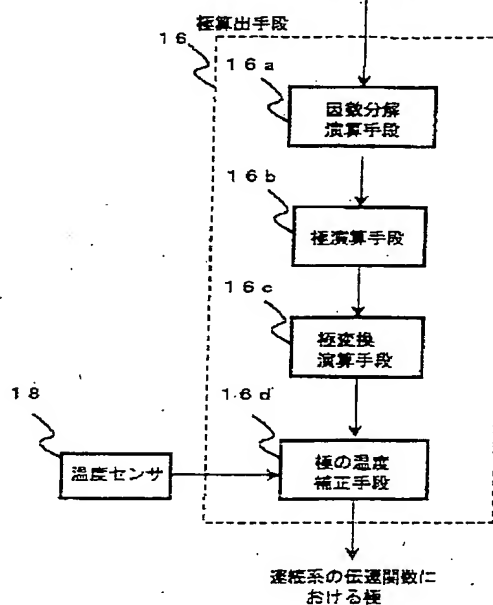 極算出手段
16
16a
因数分解
演算手段
16b
極演算手段
16c
極変換
演算手段
18
16d
温度センサ
極の温度
補正手段
連続系の伝達関数に
おける極